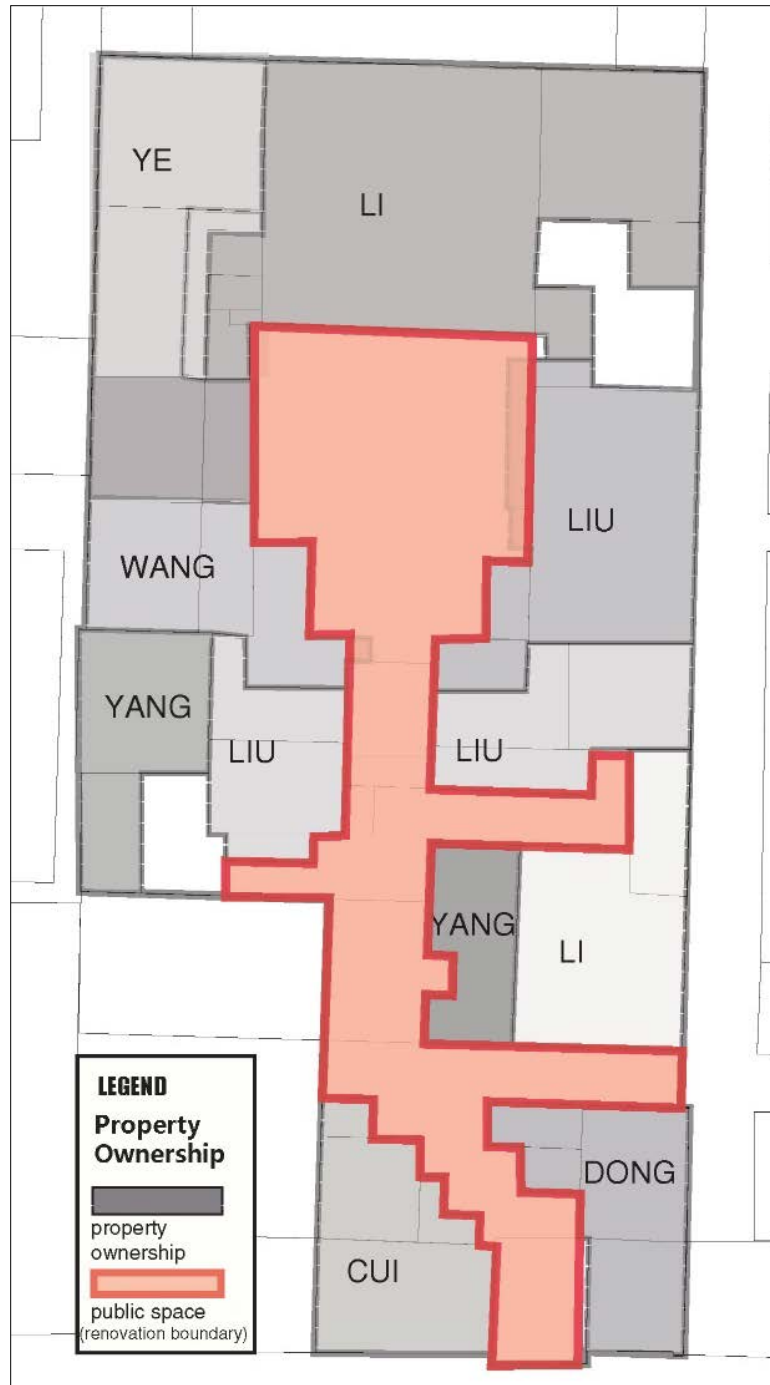 YE
LI
LIU
WANG
YANG
LIU
LIU
YANG
LI
DONG
CUI
LEGEND
Property
Ownership
property
ownership
public space
(renovation boundary)